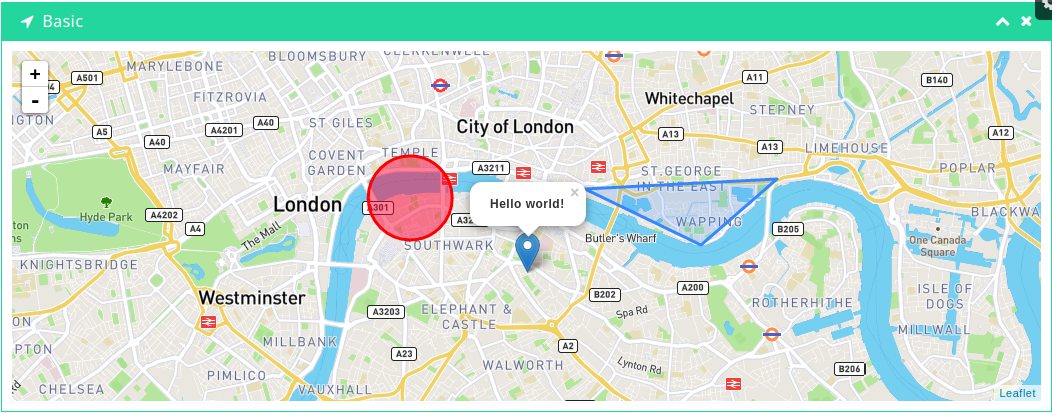 Basic
+
-
BLOOMSBURY
CLERKENWELL
MARYLEBONE
A501
A11
B140
FITZROVIA
Whitechapel
STEPNEY
A5
A4201
A40
ST GILES
City of London
A13
A12
A40
A13
LIMEHOUSE
COVENT
GARDEN
TEMPLE
A3211
MAYFAIR
ST.GEORGE
IN THE EAST
POPLAR
Hello world!
×
London
A301
Hyde Park
A4202
A4
The Mall
WAPPING
BLACKWA
B205
SOUTHWARK
Butler's Wharf
One Canada
Square
KNIGHTSBRIDGE
A200
ISLE OF
DOGS
Westminster
B202
ROTHERHITHE
A3203
ELEPHANT &
CASTLE
Spa Rd
MILLWALL
MILLBANK
A23
A2
WALWORTH
Lynton Road
B206
PIMLICO
CHELSEA
VAUXHALL
Leaflet